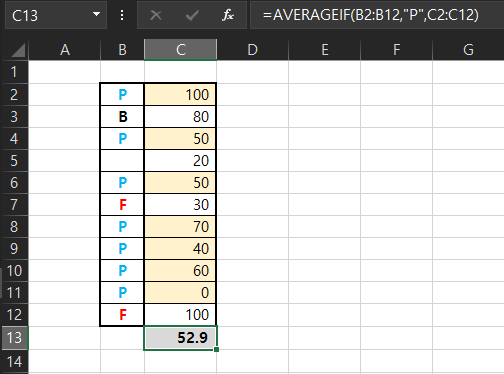 C13 fx =AVERAGEIF(B2:B12,"P",C2:C12)
A B C D E F G
1
2 P 100
3 B 80
4 P 50
5 20
6 P 50
7 F 30
8 P 70
9 P 40
10 P 60
11 P 0
12 F 100
13 52.9
14